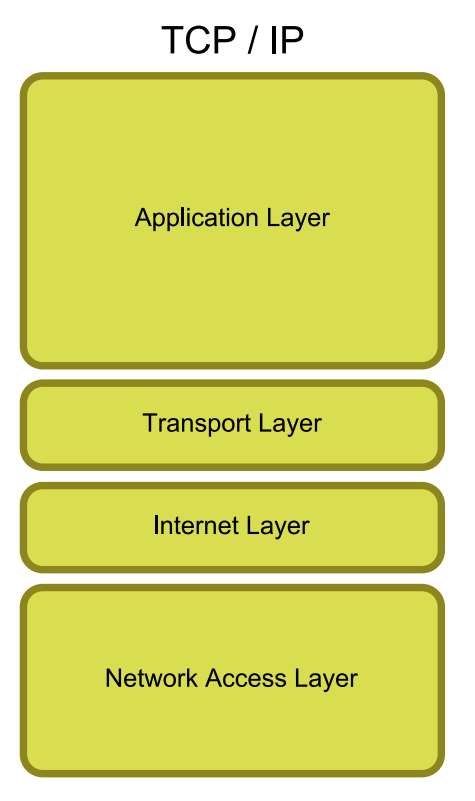 TCP / IP
Application Layer
Transport Layer
Internet Layer
Network Access Layer